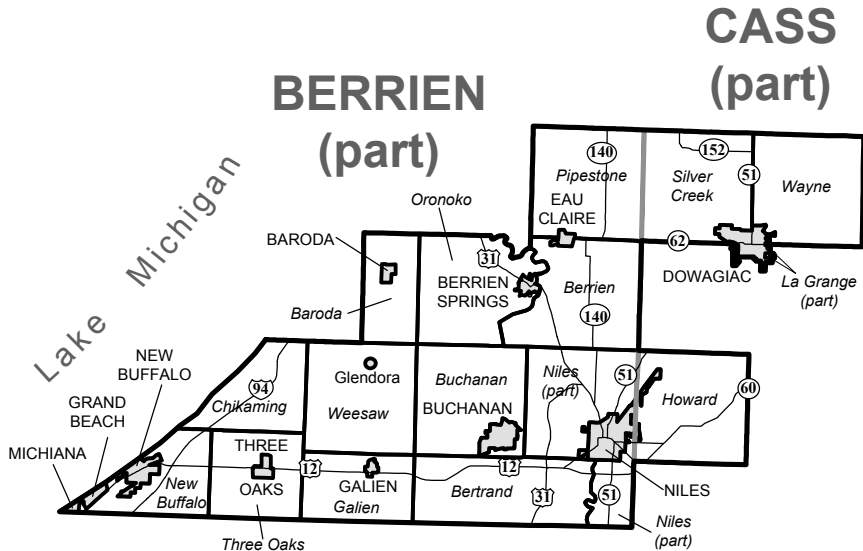 CASS
(part)
BERRIEN
(part)
Lake Michigan
140
152
51
Pipestone
Silver
Creek
Wayne
Oronoko
EAU
CLAIRE
62
BARODA
31
BERRIEN
SPRINGS
Berrien
DOWAGIAC
La Grange
(part)
Baroda
140
NEW
BUFFALO
94
Glendora
Buchanan
Niles
(part)
51
60
GRAND
BEACH
Chikaming
Weesaw
BUCHANAN
Howard
MICHIANA
THREE
OAKS
12
12
New
Buffalo
GALIEN
Galien
Bertrand
31
51
NILES
Niles
(part)
Three Oaks